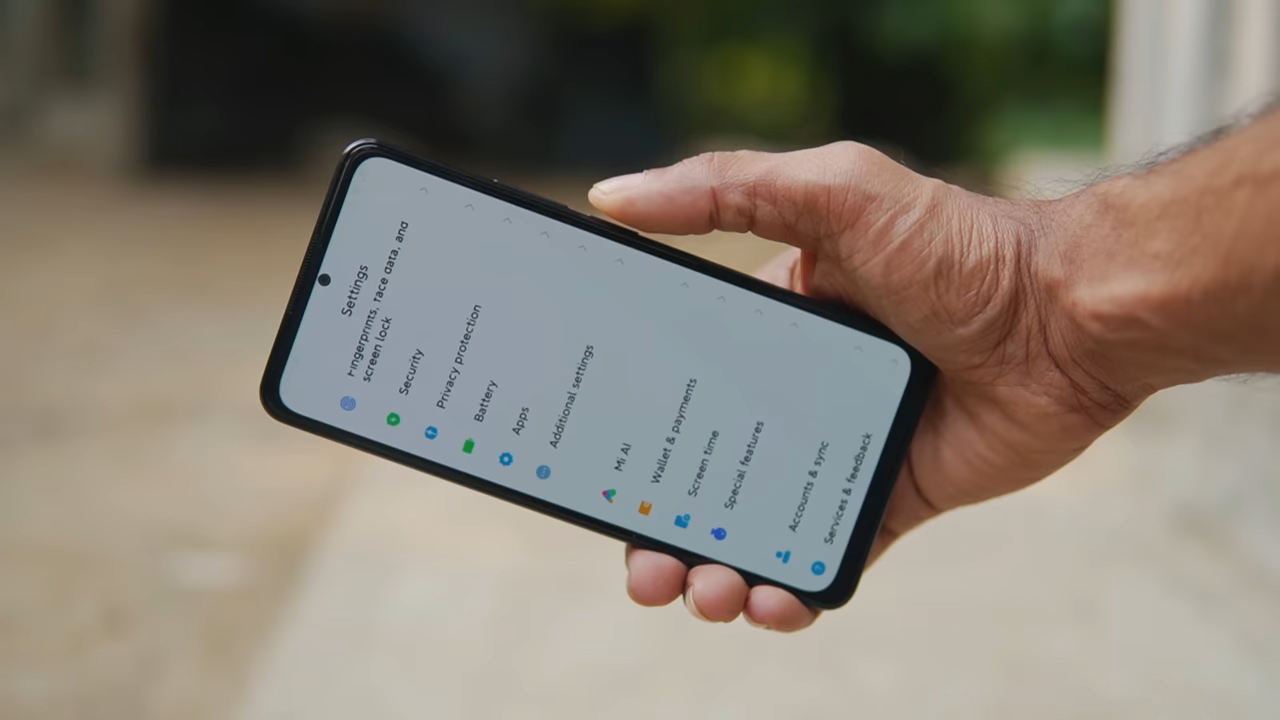 Settings
Fingerprints, face data, and
screen lock
Security
Privacy protection
Battery
Apps
Additional settings
Mi AI
Wallet & payments
Screen time
Special features
Accounts & sync
Services & feedback